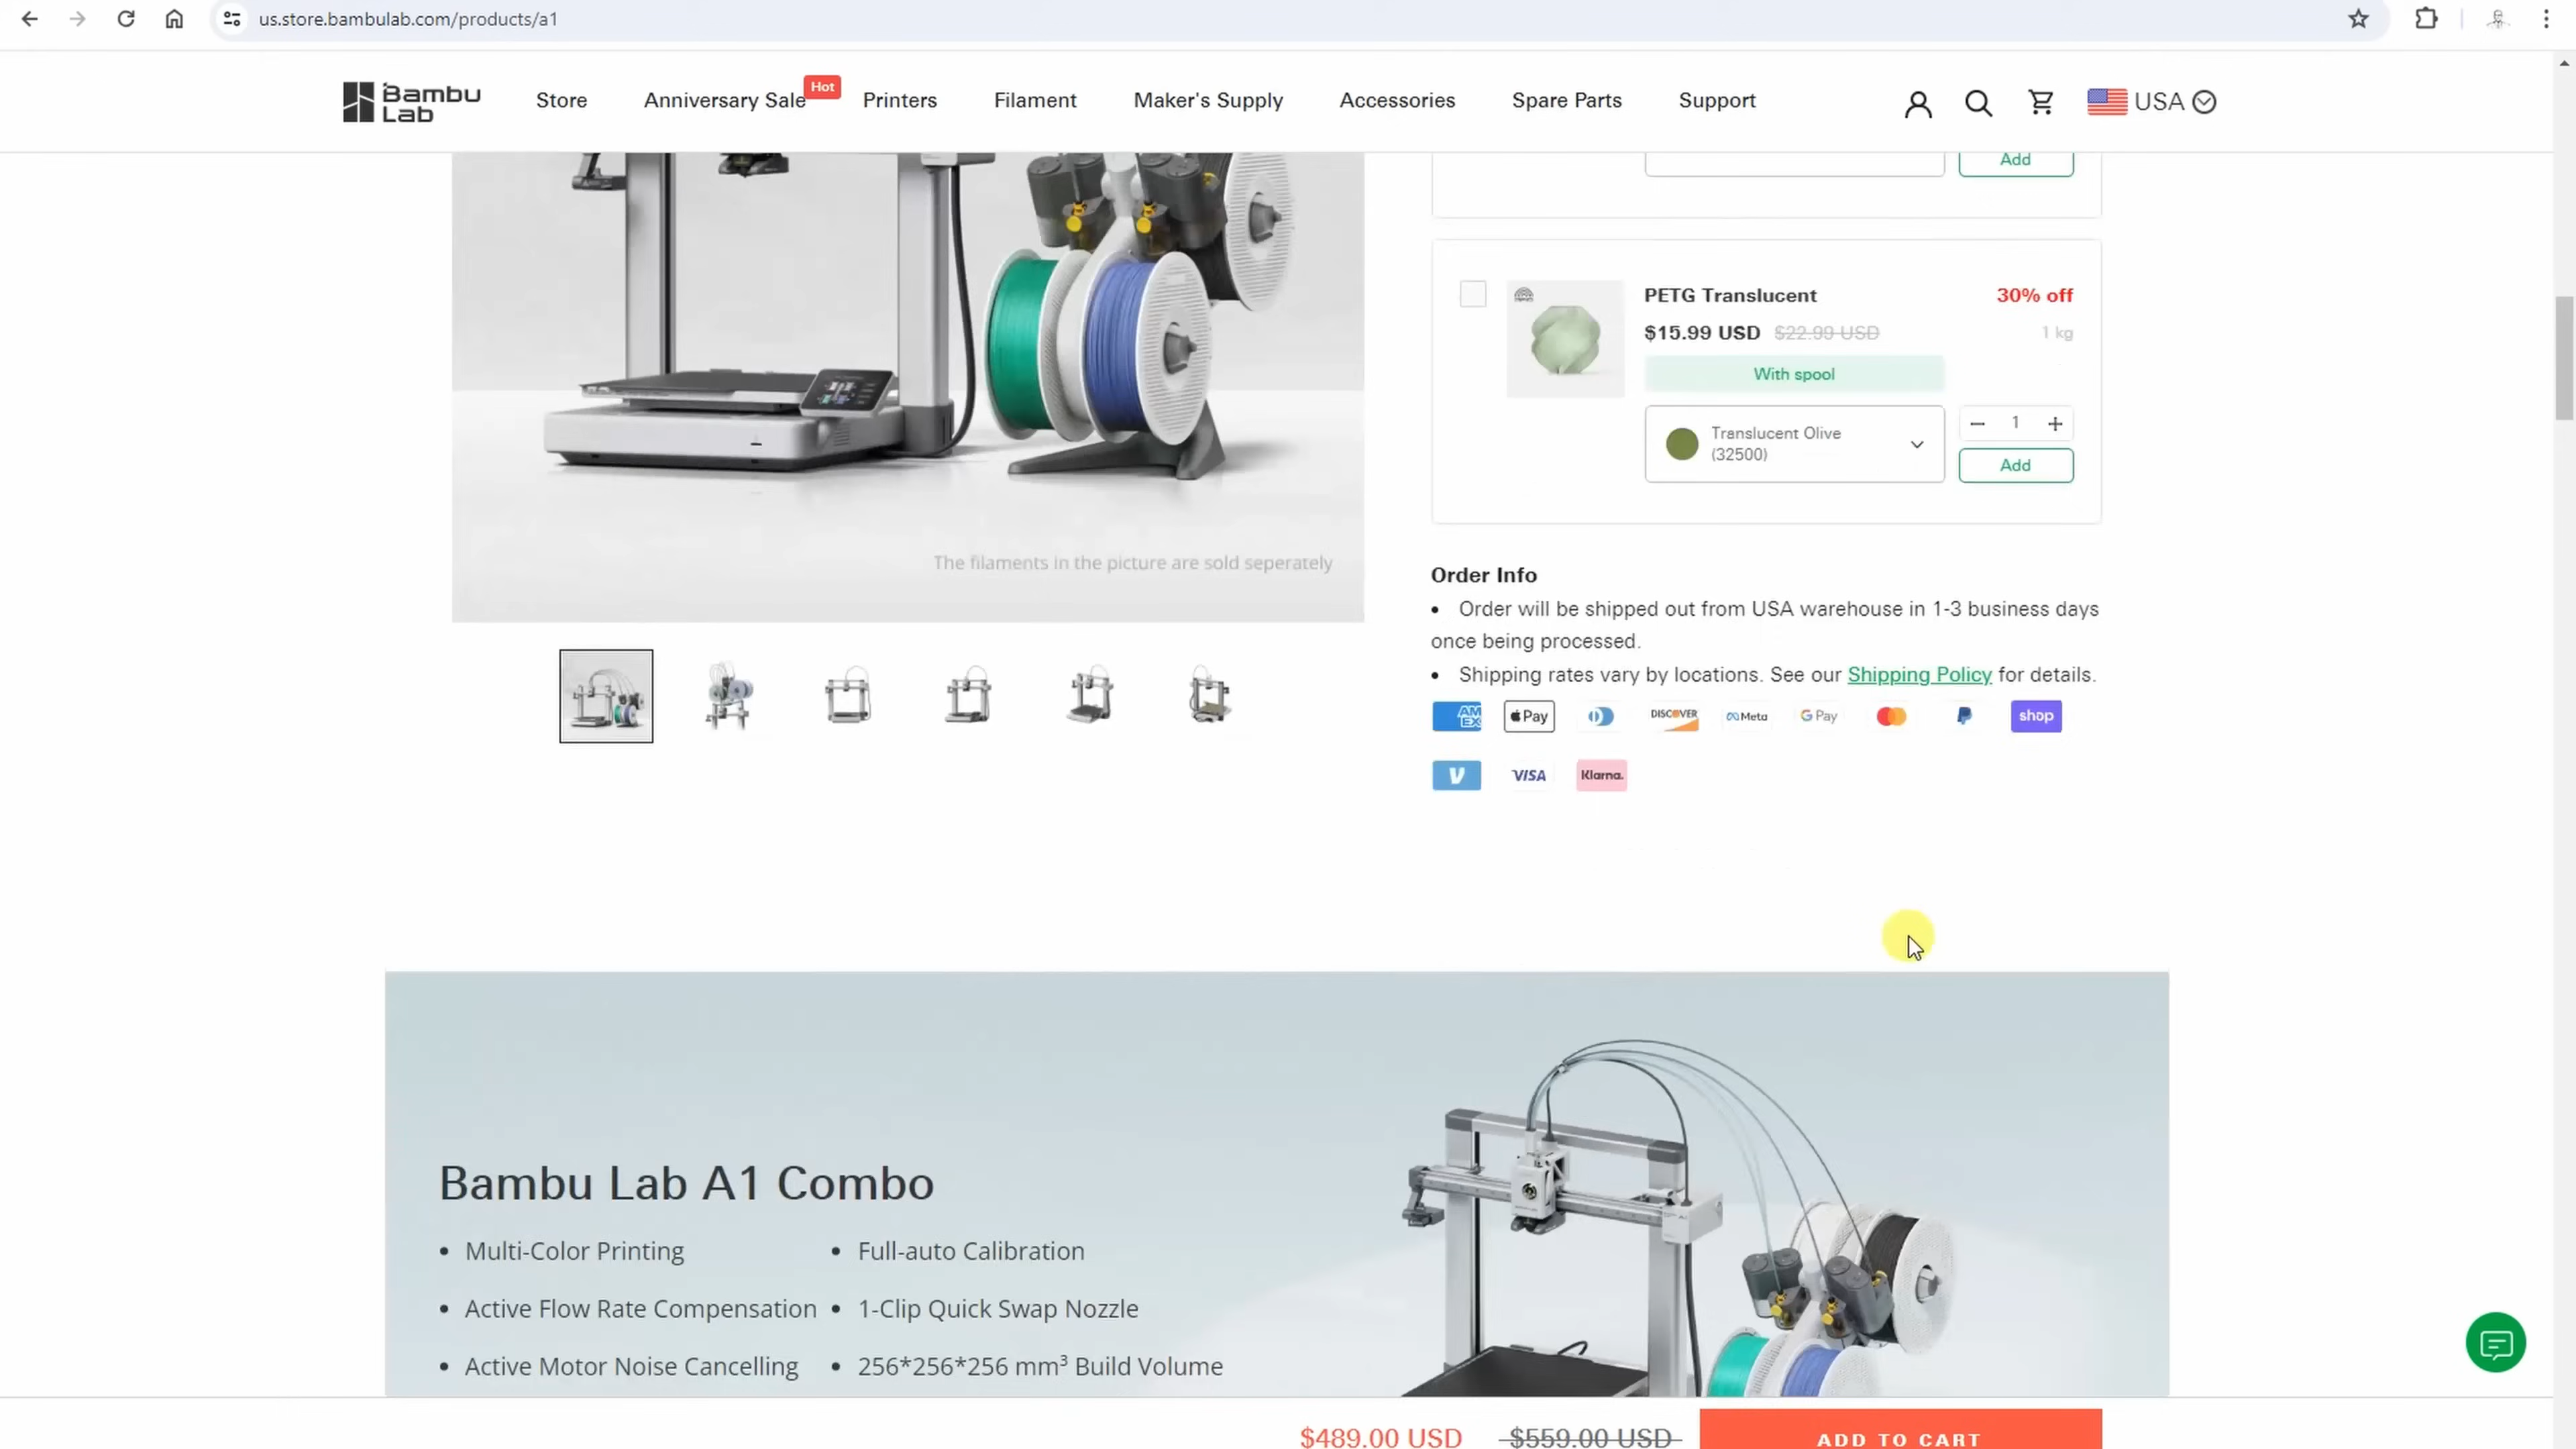 us.store.bambulab.com/products/a1
Bambu Lab
Store
Anniversary Sale
Hot
Printers
Filament
Maker's Supply
Accessories
Spare Parts
Support
USA
Add
PETG Translucent
30% off
$15.99 USD $22.99 USD
1 kg
With spool
Translucent Olive
(32500)
1
Add
The filaments in the picture are sold seperately
Order Info
• Order will be shipped out from USA warehouse in 1-3 business days
once being processed.
• Shipping rates vary by locations. See our Shipping Policy for details.
AM EX
Pay
DISCOVER
Meta
G Pay
shop
V
VISA
Klarna.
Bambu Lab A1 Combo
• Multi-Color Printing
• Full-auto Calibration
• Active Flow Rate Compensation
• 1-Clip Quick Swap Nozzle
• Active Motor Noise Cancelling
• 256*256*256 mm³ Build Volume
$489.00 USD $559.00 USD
ADD TO CART